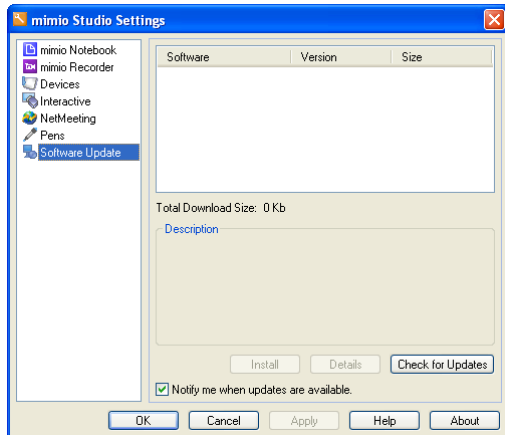 mimio Studio Settings
mimio Notebook
mimio Recorder
Devices
Interactive
NetMeeting
Pens
Software Update
Software Version Size
Total Download Size: 0 Kb
Description
Install Details Check for Updates
Notify me when updates are available.
OK Cancel Apply Help About